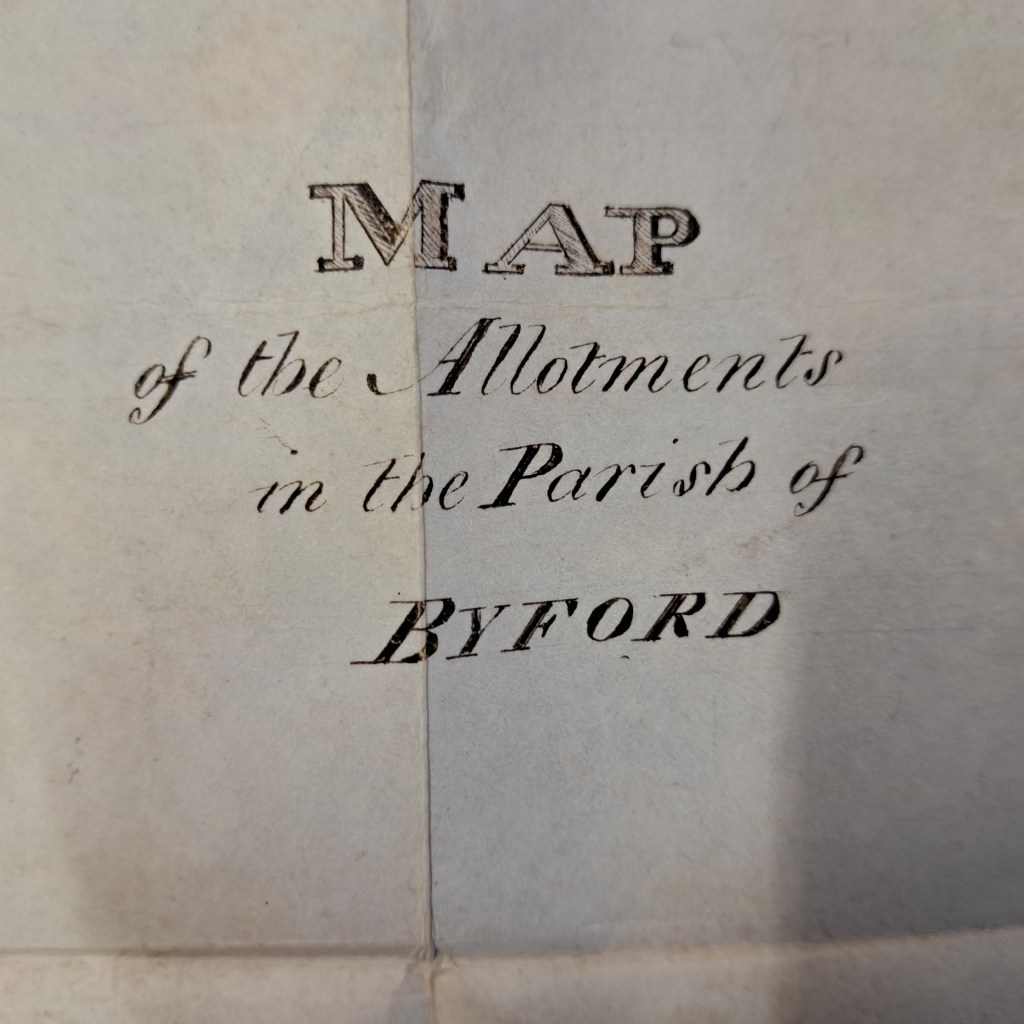 MAP
of the Allotments
in the Parish of
BYFORD